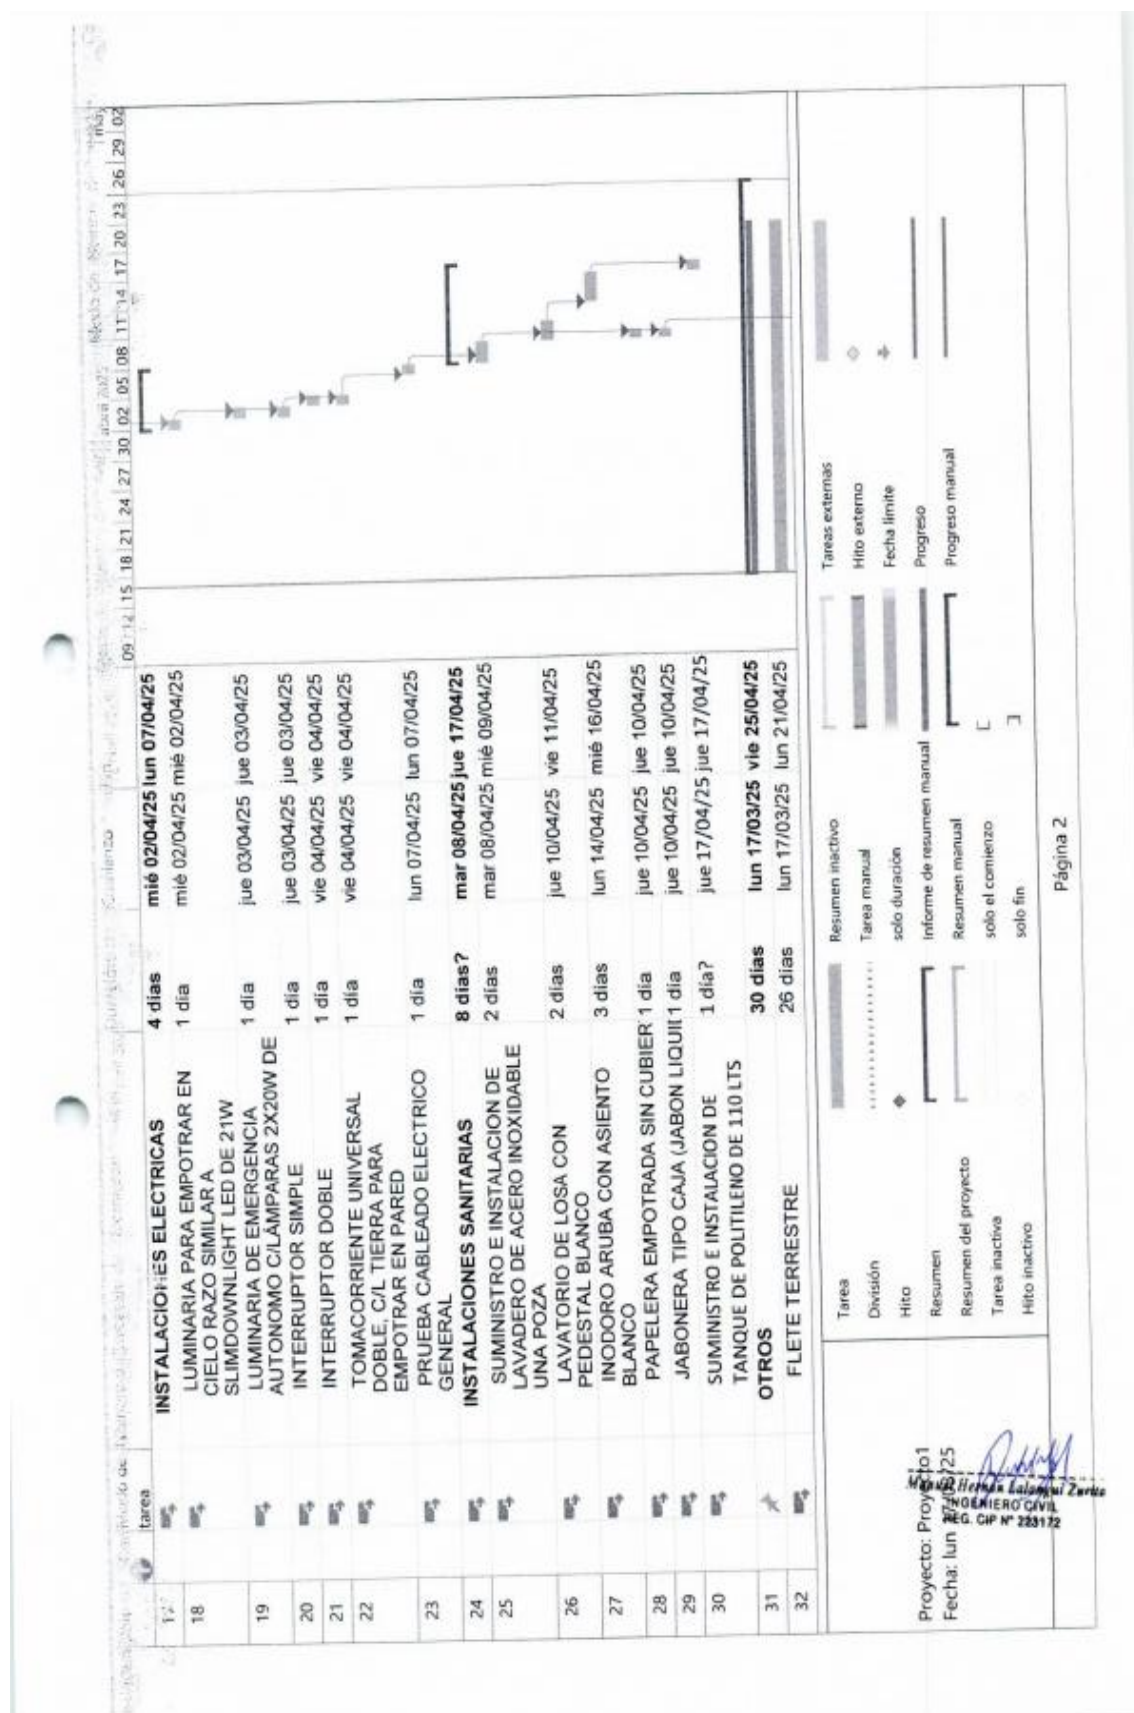 may
abril 2025
tarea
09 12 15 18 21 24 27 30 02 05 08 11 14 17 20 23 26 29 02
INSTALACIONES ELECTRICAS 4 días mié 02/04/25 lun 07/04/25
18 LUMINARIA PARA EMPOTRAR EN 1 día mié 02/04/25 mié 02/04/25
CIELO RAZO SIMILAR A
SLIMDOWNLIGHT LED DE 21W
19 LUMINARIA DE EMERGENCIA 1 día jue 03/04/25 jue 03/04/25
AUTONOMO C/LÁMPARAS 2X20W DE
20 INTERRUPTOR SIMPLE 1 día jue 03/04/25 jue 03/04/25
21 INTERRUPTOR DOBLE 1 día vie 04/04/25 vie 04/04/25
22 TOMACORRIENTE UNIVERSAL 1 día vie 04/04/25 vie 04/04/25
DOBLE, C/L TIERRA PARA
EMPOTRAR EN PARED
23 PRUEBA CABLEADO ELECTRICO 1 día lun 07/04/25 lun 07/04/25
GENERAL
24 INSTALACIONES SANITARIAS 8 días? mar 08/04/25 jue 17/04/25
25 SUMINISTRO E INSTALACION DE 2 días mar 08/04/25 mié 09/04/25
LAVADERO DE ACERO INOXIDABLE
UNA POZA
26 LAVATORIO DE LOSA CON 2 días jue 10/04/25 vie 11/04/25
PEDESTAL BLANCO
27 INODORO ARUBA CON ASIENTO 3 días lun 14/04/25 mié 16/04/25
BLANCO
28 PAPELERA EMPOTRADA SIN CUBIER 1 día jue 10/04/25 jue 10/04/25
29 JABONERA TIPO CAJA (JABON LIQUI 1 día jue 10/04/25 jue 10/04/25
30 SUMINISTRO E INSTALACION DE 1 día? jue 17/04/25 jue 17/04/25
TANQUE DE POLITILENO DE 110 LTS
31 OTROS 30 días lun 17/03/25 vie 25/04/25
32 FLETE TERRESTRE 26 días lun 17/03/25 lun 21/04/25
Proyecto: Proyecto1
Fecha: lun /25
Manuel Hernán Lalangui Zurita
INGENIERO CIVIL
REG. CIP Nº 223172
Tarea
División
Hito
Resumen
Resumen del proyecto
Tarea inactiva
Hito inactivo
Resumen inactivo
Tarea manual
solo duración
Informe de resumen manual
Resumen manual
solo el comienzo
solo fin
Tareas externas
Hito externo
Fecha límite
Progreso
Progreso manual
Página 2